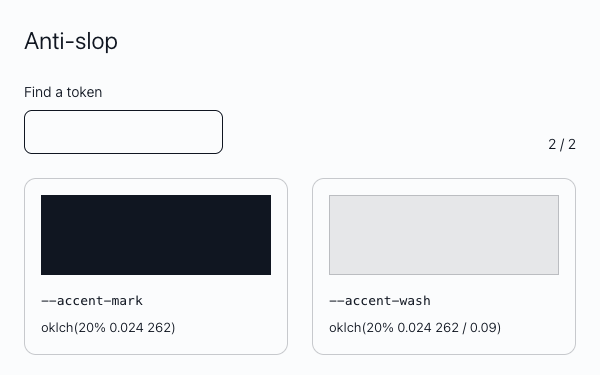 Anti-slop
Find a token
2 / 2
--accent-mark
oklch(20% 0.024 262)
--accent-wash
oklch(20% 0.024 262 / 0.09)